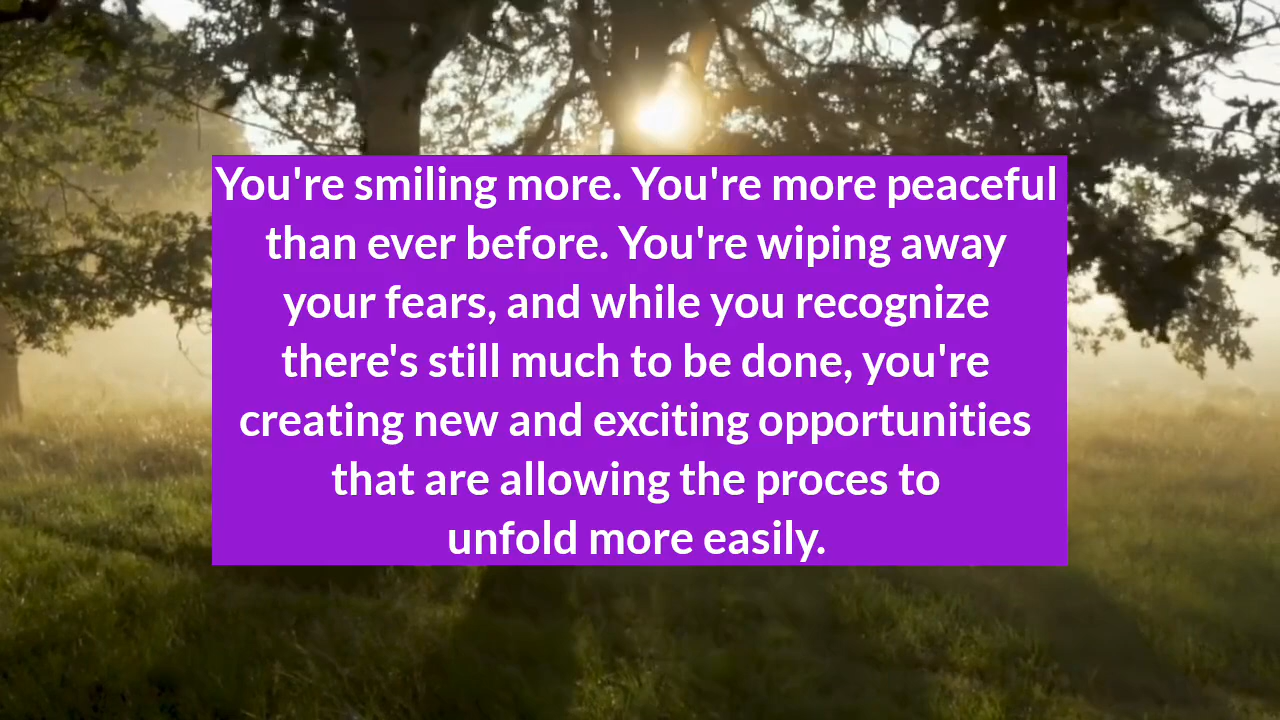 You're smiling more. You're more peaceful
than ever before. You're wiping away
your fears, and while you recognize
there's still much to be done, you're
creating new and exciting opportunities
that are allowing the proces to
unfold more easily.